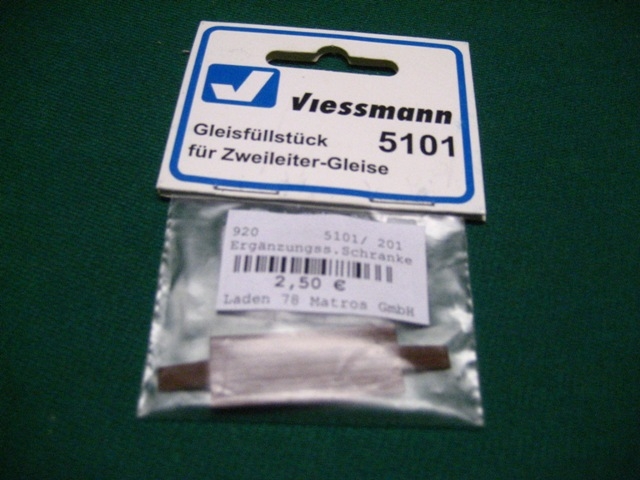 Viessmann
Gleisfüllstück 5101
für Zweileiter-Gleise
920 5101/ 201
Ergänzungss.Schranke
2,50 €
Laden 78 Matros GmbH